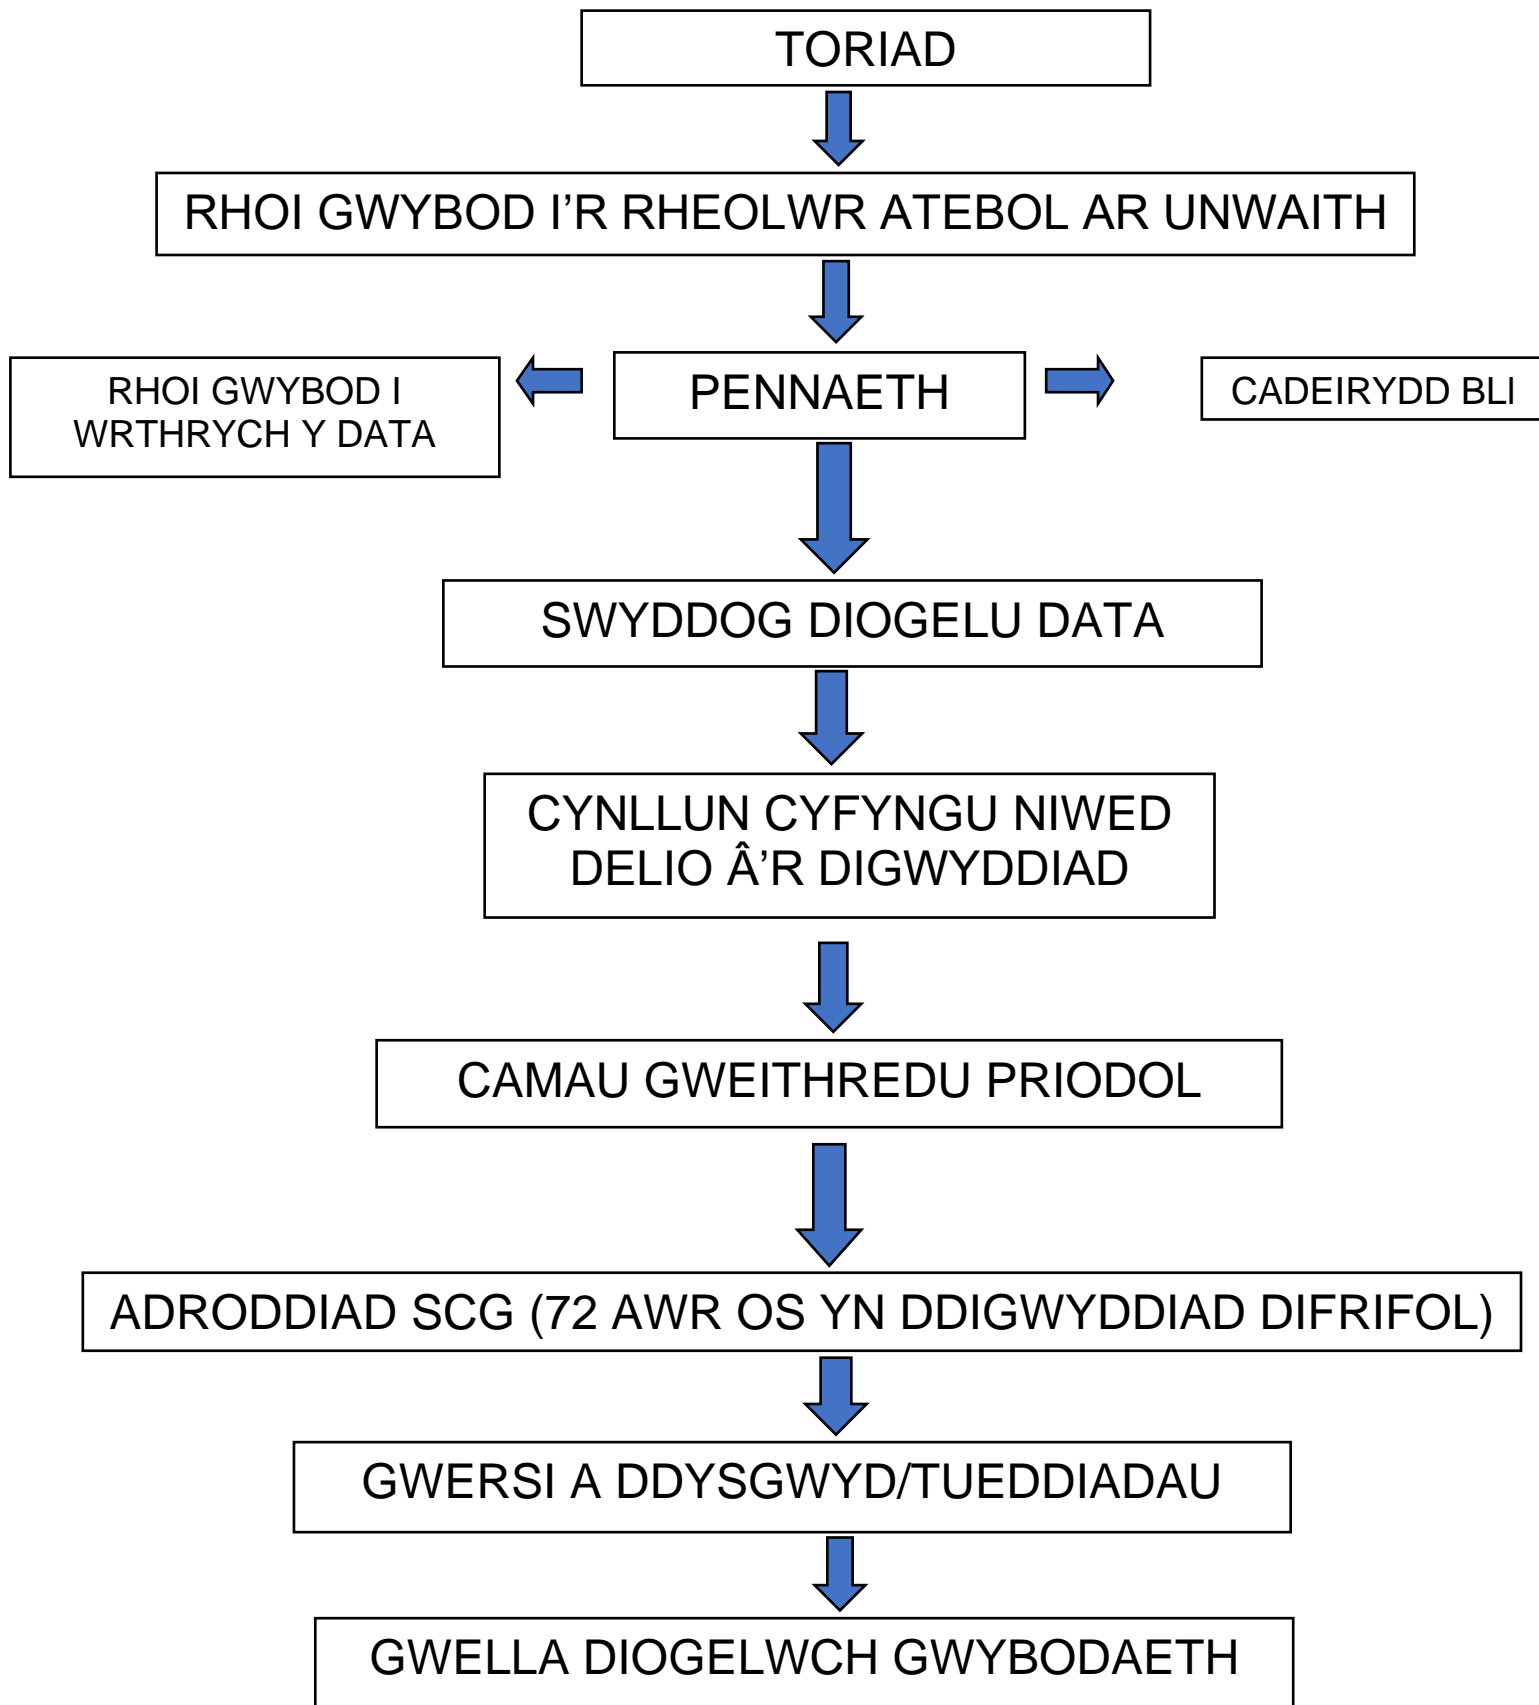 TORIAD
RHOI GWYBOD I’R RHEOLWR ATEBOL AR UNWAITH
RHOI GWYBOD I
WRTHRYCH Y DATA
PENNAETH
CADEIRYDD BLI
SWYDDOG DIOGELU DATA
CYNLLUN CYFYNGU NIWED
DELIO Â’R DIGWYDDIAD
CAMAU GWEITHREDU PRIODOL
ADRODDIAD SCG (72 AWR OS YN DDIGWYDDIAD DIFRIFOL)
GWERSI A DDYSGWYD/TUEDDIADAU
GWELLA DIOGELWCH GWYBODAETH